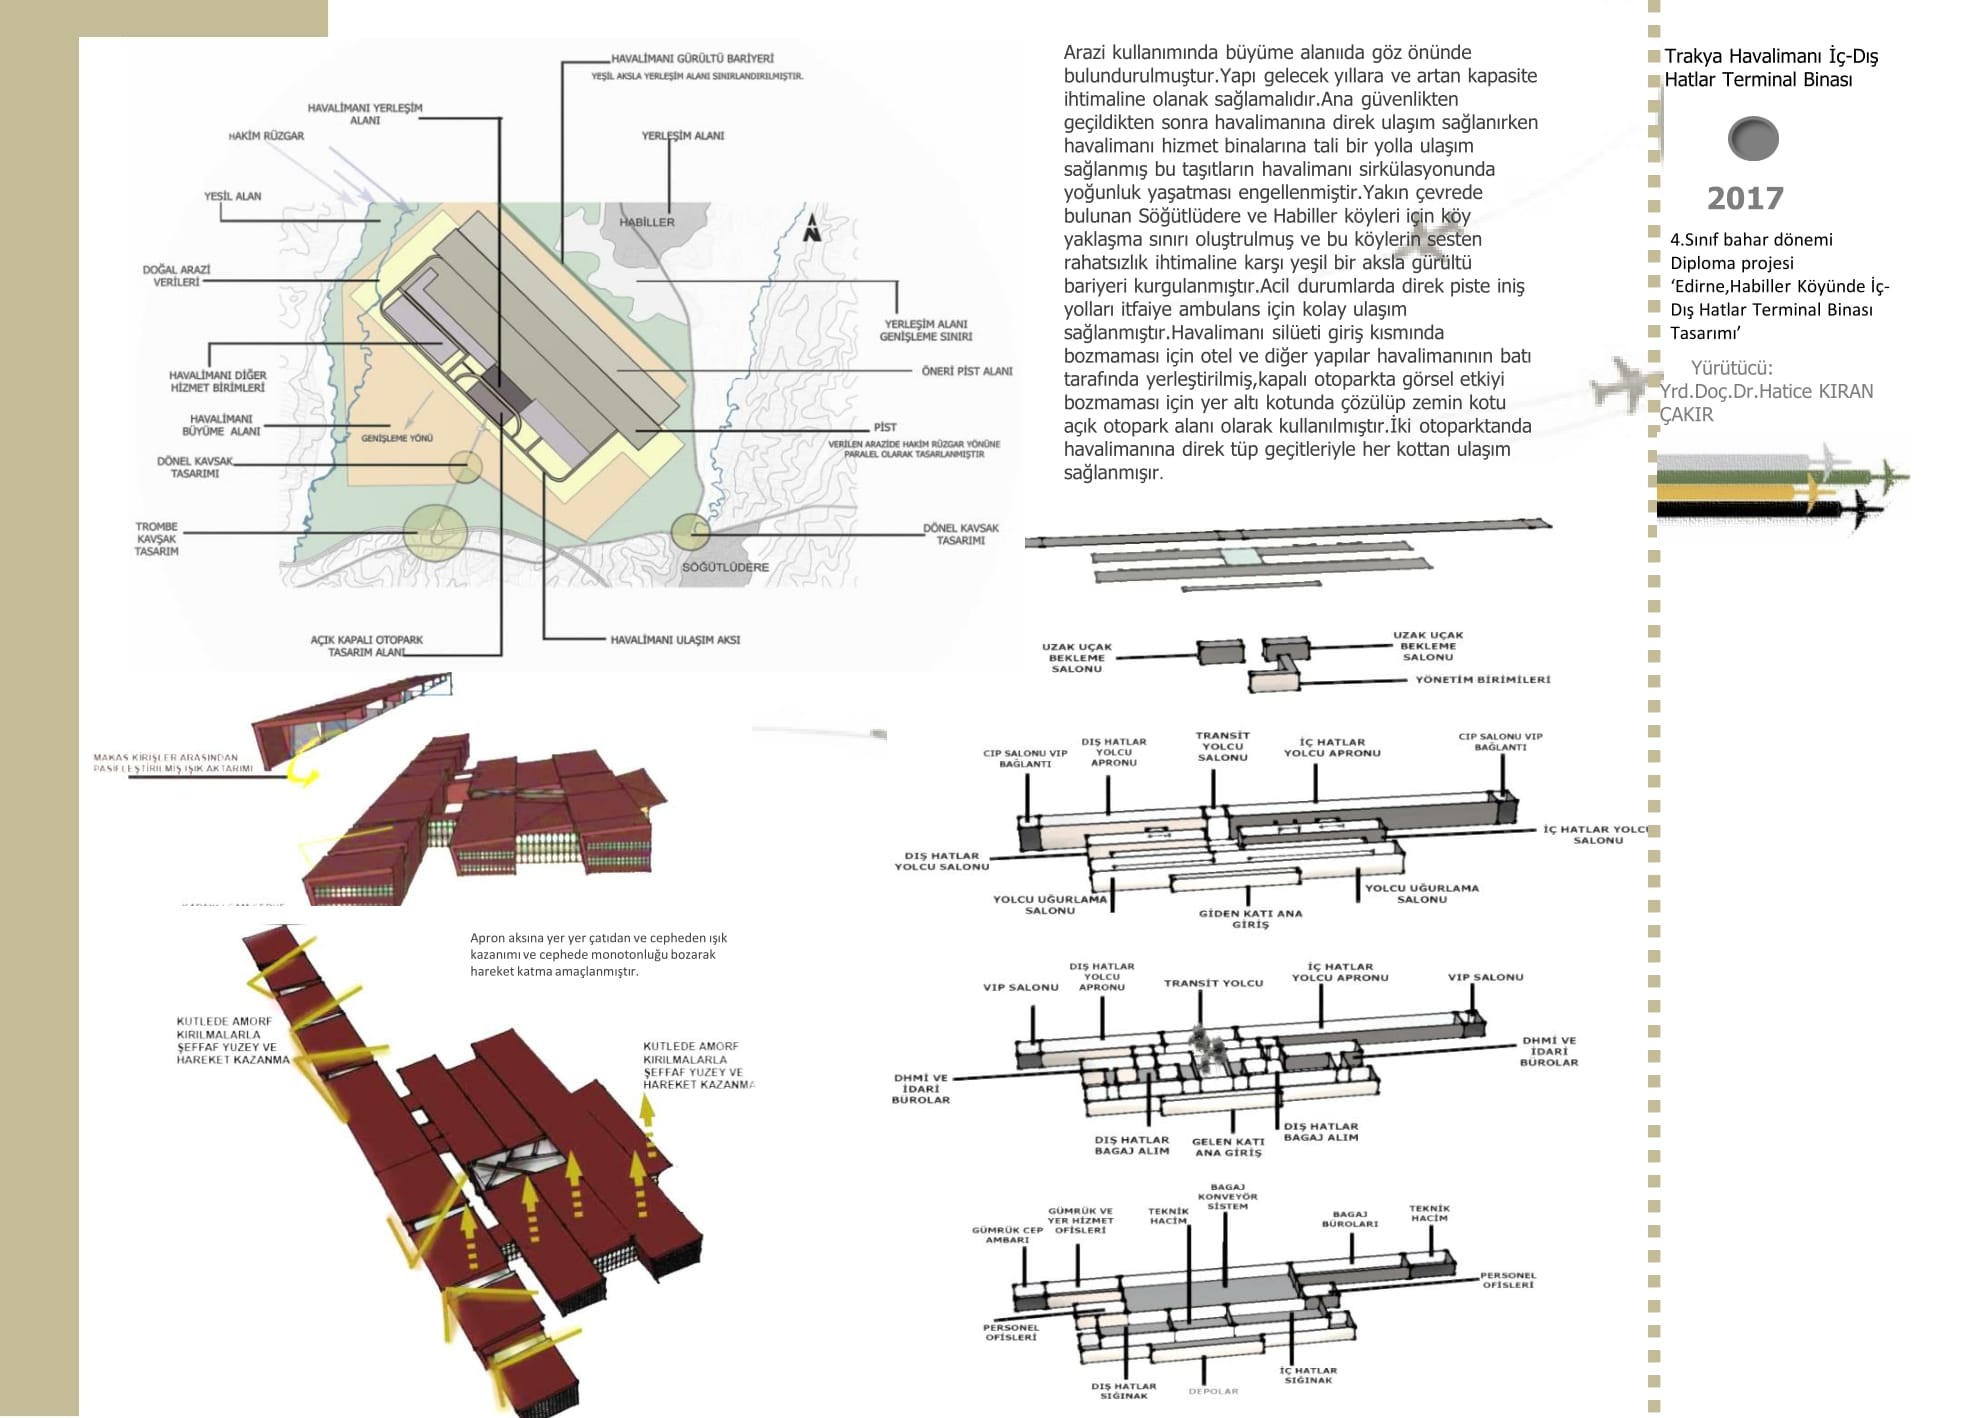 HAVALİMANI GÜRÜLTÜ BARİYERİ
YEŞİL AKSLA YERLEŞİM ALANI SINIRLANDIRILMIŞTIR.
HAVALİMANI YERLEŞİM
ALANI
HAKİM RÜZGAR
YERLEŞİM ALANI
YESİL ALAN
HABİLLER
N
DOĞAL ARAZİ
VERİLERİ
YERLEŞİM ALANI
GENİŞLEME SINIRI
HAVALİMANI DİĞER
HİZMET BİRİMLERİ
ÖNERİ PİST ALANI
HAVALİMANI
BÜYÜME ALANI
GENİŞLEME YÖNÜ
PİST
VERİLEN ARAZİDE HAKİM RÜZGAR YÖNÜNE
PARALEL OLARAK TASARLANMIŞTIR
DÖNEL KAVSAK
TASARIMI
TROMBE
KAVŞAK
TASARIM
DÖNEL KAVSAK
TASARIMI
SÖĞÜTLÜDERE
AÇIK KAPALI OTOPARK
TASARIM ALANI
HAVALİMANI ULAŞIM AKSI
Arazi kullanımında büyüme alanııda göz önünde
bulundurulmuştur.Yapı gelecek yıllara ve artan kapasite
ihtimaline olanak sağlamalıdır.Ana güvenlikten
geçildikten sonra havalimanına direk ulaşım sağlanırken
havalimanı hizmet binalarına tali bir yolla ulaşım
sağlanmış bu taşıtların havalimanı sirkülasyonunda
yoğunluk yaşatması engellenmiştir.Yakın çevrede
bulunan Söğütlüdere ve Habiller köyleri için köy
yaklaşma sınırı oluştrulmuş ve bu köylerin sesten
rahatsızlık ihtimaline karşı yeşil bir aksla gürültü
bariyeri kurgulanmıştır.Acil durumlarda direk piste iniş
yolları itfaiye ambulans için kolay ulaşım
sağlanmıştır.Havalimanı silüeti giriş kısmında
bozmaması için otel ve diğer yapılar havalimanının batı
tarafında yerleştirilmiş,kapalı otoparkta görsel etkiyi
bozmaması için yer altı kotunda çözülüp zemin kotu
açık otopark alanı olarak kullanılmıştır.İki otoparktanda
havalimanına direk tüp geçitleriyle her kottan ulaşım
sağlanmışır.
Trakya Havalimanı İç-Dış
Hatlar Terminal Binası
2017
4.Sınıf bahar dönemi
Diploma projesi
‘Edirne,Habiller Köyünde İç-
Dış Hatlar Terminal Binası
Tasarımı’
Yürütücü:
Yrd.Doç.Dr.Hatice KIRAN
ÇAKIR
MAKAS KİRİŞLER ARASINDAN
PASİFLEŞTİRİLMİŞ IŞIK AKTARIMI
Apron aksına yer yer çatıdan ve cepheden ışık
kazanımı ve cephede monotonluğu bozarak
hareket katma amaçlanmıştır.
KUTLEDE AMORF
KIRILMALARLA
ŞEFFAF YUZEY VE
HAREKET KAZANMA
KUTLEDE AMORF
KIRILMALARLA
ŞEFFAF YUZEY VE
HAREKET KAZANMA
UZAK UÇAK
BEKLEME
SALONU
UZAK UÇAK
BEKLEME
SALONU
YÖNETİM BİRİMİLERİ
CIP SALONU VIP
BAĞLANTI
DIŞ HATLAR
YOLCU
APRONU
TRANSİT
YOLCU
SALONU
İÇ HATLAR
YOLCU APRONU
CIP SALONU VIP
BAĞLANTI
DIŞ HATLAR
YOLCU SALONU
İÇ HATLAR YOLCU
SALONU
YOLCU UĞURLAMA
SALONU
GİDEN KATI ANA
GİRİŞ
YOLCU UĞURLAMA
SALONU
VIP SALONU
DIŞ HATLAR
YOLCU
APRONU
TRANSİT YOLCU
İÇ HATLAR
YOLCU APRONU
VIP SALONU
DHMİ VE
İDARİ
BÜROLAR
DHMİ VE
İDARİ
BÜROLAR
DIŞ HATLAR
BAGAJ ALIM
GELEN KATI
ANA GİRİŞ
DIŞ HATLAR
BAGAJ ALIM
GÜMRÜK CEP
AMBARI
GÜMRÜK VE
YER HİZMET
OFİSLERİ
TEKNİK
HACİM
BAGAJ
KONVEYÖR
SİSTEM
BAGAJ
BÜROLARI
TEKNİK
HACİM
PERSONEL
OFİSLERİ
PERSONEL
OFİSLERİ
DIŞ HATLAR
SIĞINAK
DEPOLAR
İÇ HATLAR
SIĞINAK